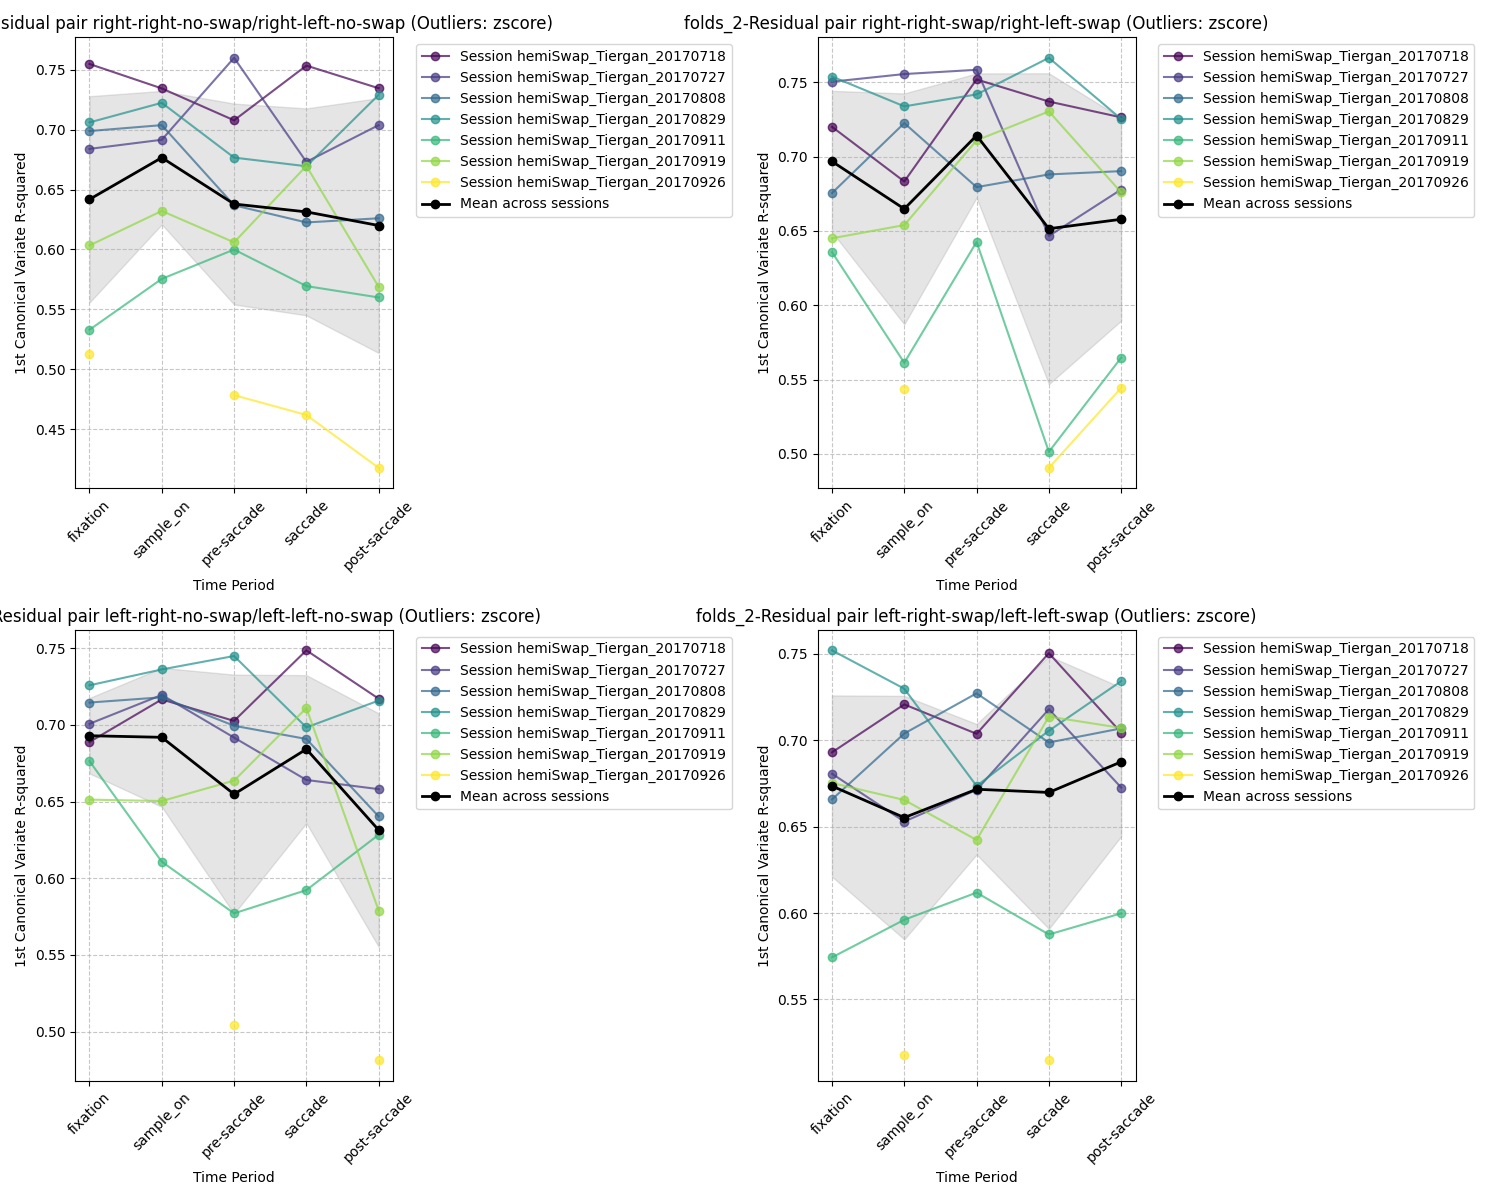 sidual pair right-right-no-swap/right-left-no-swap (Outliers: zscore)
0.75
0.70
0.65
0.60
0.55
0.50
0.45
1st Canonical Variate R-squared
fixation
sample_on
pre-saccade
saccade
post-saccade
Time Period
Session hemiSwap_Tiergan_20170718
Session hemiSwap_Tiergan_20170727
Session hemiSwap_Tiergan_20170808
Session hemiSwap_Tiergan_20170829
Session hemiSwap_Tiergan_20170911
Session hemiSwap_Tiergan_20170919
Session hemiSwap_Tiergan_20170926
Mean across sessions
folds_2-Residual pair right-right-swap/right-left-swap (Outliers: zscore)
0.75
0.70
0.65
0.60
0.55
0.50
1st Canonical Variate R-squared
fixation
sample_on
pre-saccade
saccade
post-saccade
Time Period
Session hemiSwap_Tiergan_20170718
Session hemiSwap_Tiergan_20170727
Session hemiSwap_Tiergan_20170808
Session hemiSwap_Tiergan_20170829
Session hemiSwap_Tiergan_20170911
Session hemiSwap_Tiergan_20170919
Session hemiSwap_Tiergan_20170926
Mean across sessions
Residual pair left-right-no-swap/left-left-no-swap (Outliers: zscore)
0.75
0.70
0.65
0.60
0.55
0.50
1st Canonical Variate R-squared
fixation
sample_on
pre-saccade
saccade
post-saccade
Time Period
Session hemiSwap_Tiergan_20170718
Session hemiSwap_Tiergan_20170727
Session hemiSwap_Tiergan_20170808
Session hemiSwap_Tiergan_20170829
Session hemiSwap_Tiergan_20170911
Session hemiSwap_Tiergan_20170919
Session hemiSwap_Tiergan_20170926
Mean across sessions
folds_2-Residual pair left-right-swap/left-left-swap (Outliers: zscore)
0.75
0.70
0.65
0.60
0.55
1st Canonical Variate R-squared
fixation
sample_on
pre-saccade
saccade
post-saccade
Time Period
Session hemiSwap_Tiergan_20170718
Session hemiSwap_Tiergan_20170727
Session hemiSwap_Tiergan_20170808
Session hemiSwap_Tiergan_20170829
Session hemiSwap_Tiergan_20170911
Session hemiSwap_Tiergan_20170919
Session hemiSwap_Tiergan_20170926
Mean across sessions